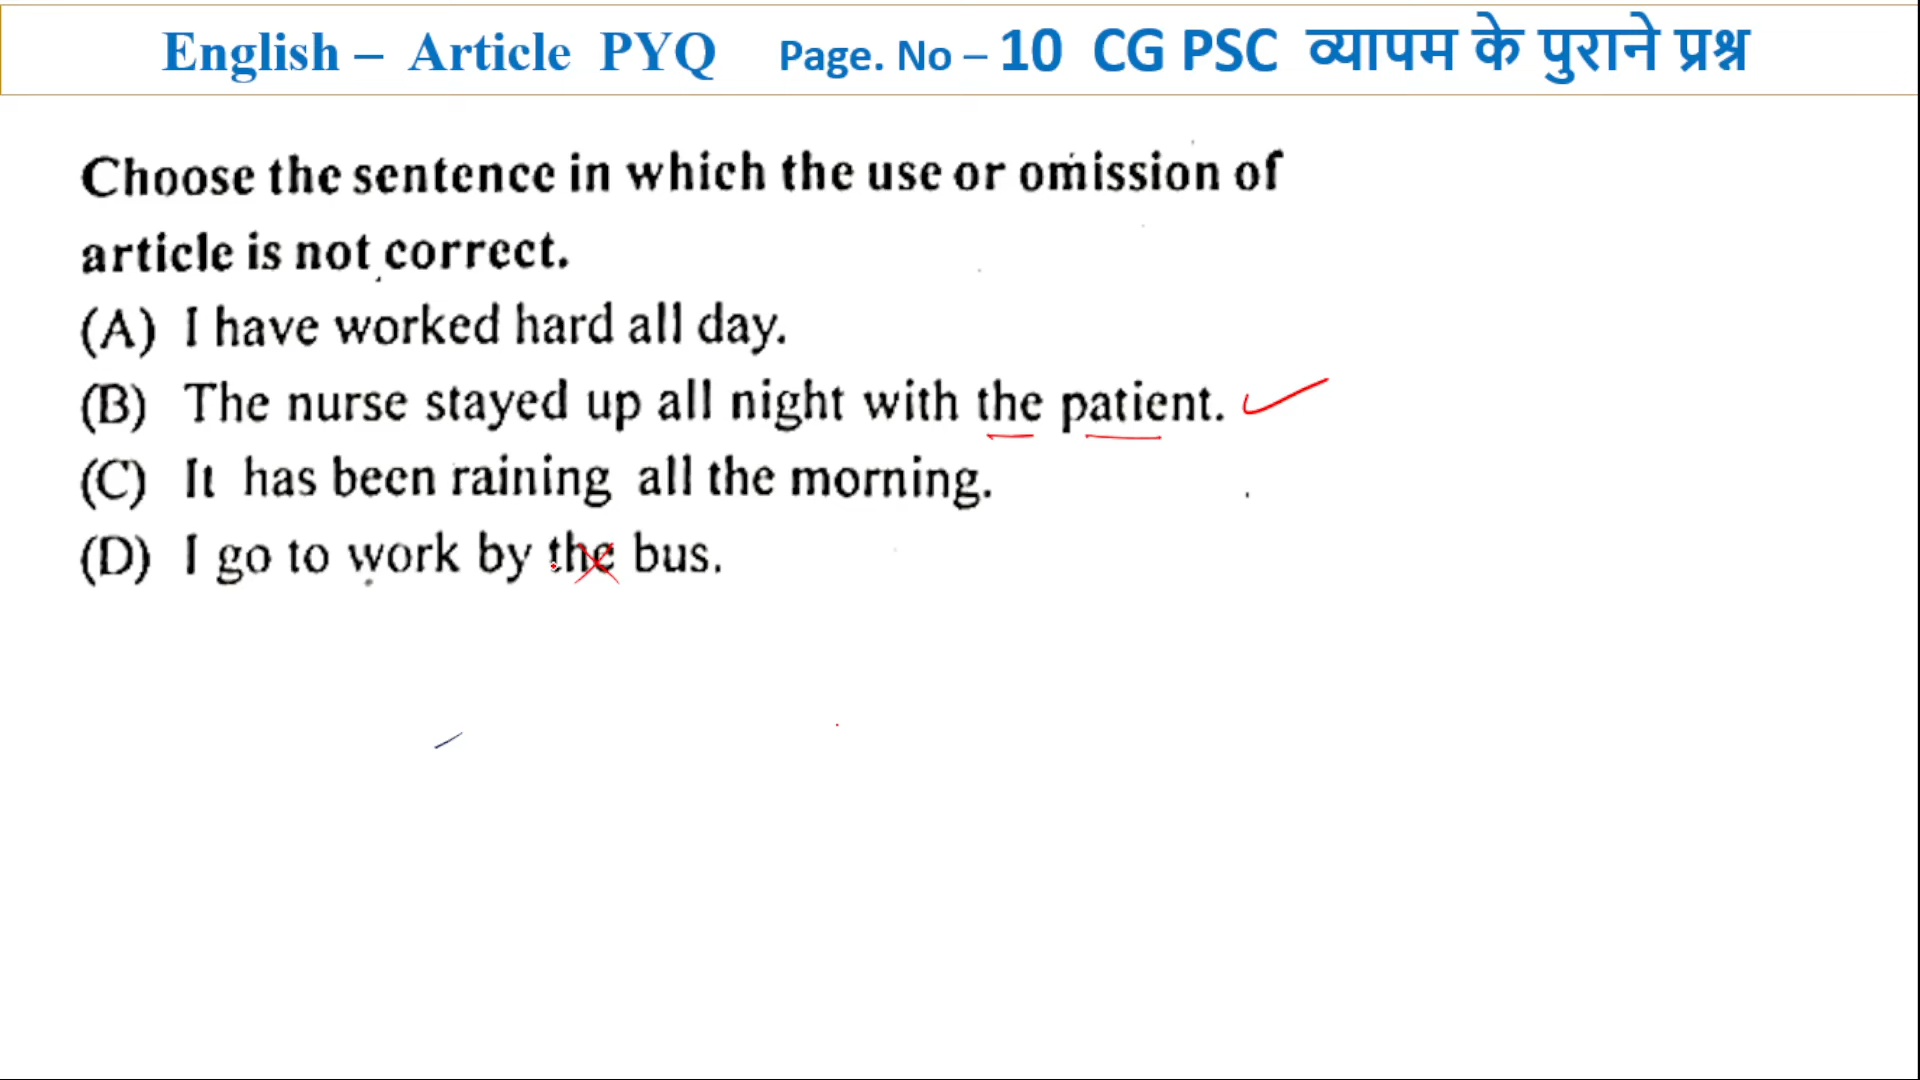 English – Article PYQ Page. No – 10 CG PSC व्यापम के पुराने प्रश्न
Choose the sentence in which the use or omission of
article is not correct.
(A) I have worked hard all day.
(B) The nurse stayed up all night with the patient.
(C) It has been raining all the morning.
(D) I go to work by the bus.